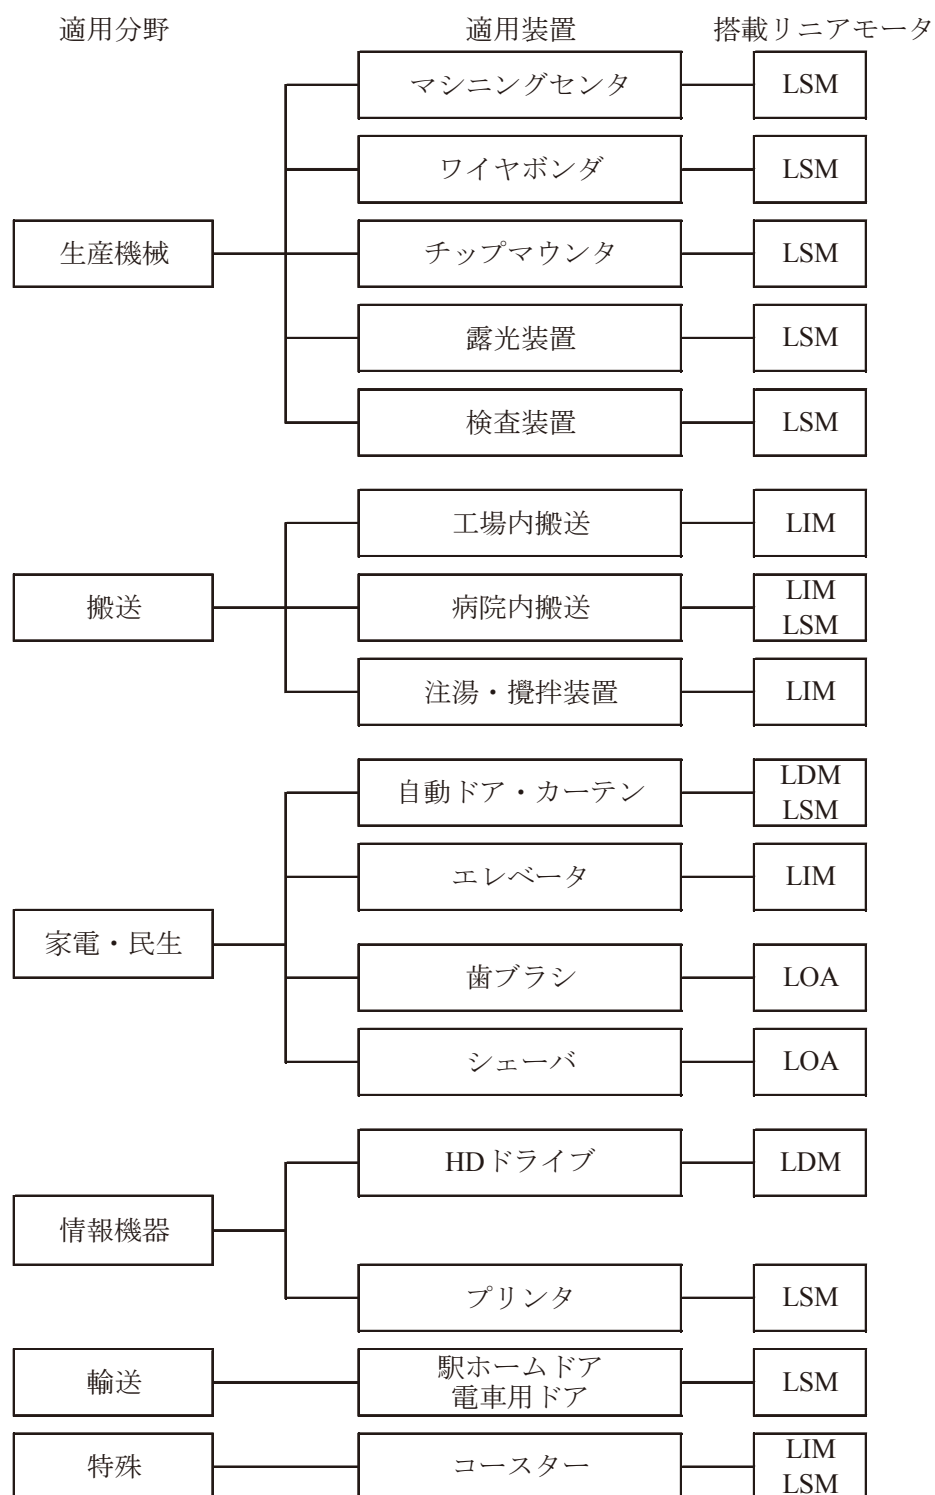 適用分野
適用装置
搭載リニアモータ
生産機械
マシニングセンタ
LSM
ワイヤボンダ
LSM
チップマウンタ
LSM
露光装置
LSM
検査装置
LSM
搬送
工場内搬送
LIM
病院内搬送
LIM
LSM
注湯・攪拌装置
LIM
家電・民生
自動ドア・カーテン
LDM
LSM
エレベータ
LIM
歯ブラシ
LOA
シェーバ
LOA
情報機器
HDドライブ
LDM
プリンタ
LSM
輸送
駅ホームドア
電車用ドア
LSM
特殊
コースター
LIM
LSM